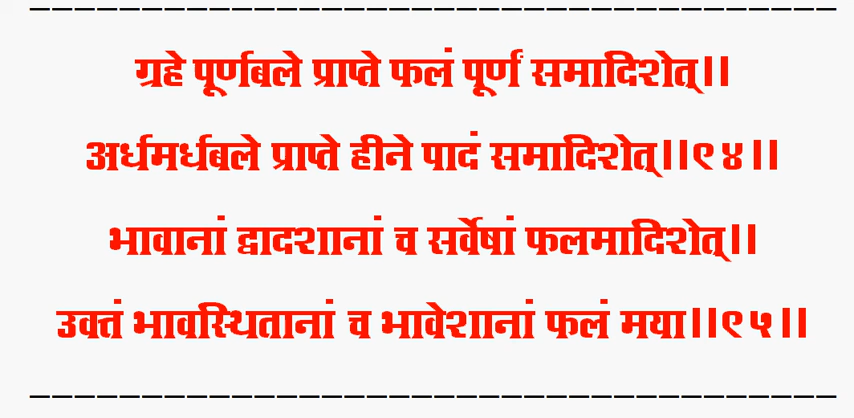 ग्रहे पूर्णबले प्राप्ते फलं पूर्णं समादिशेत्।।
अर्धमर्धबले प्राप्ते हीने पादं समादिशेत्।।९४।।
भावानां द्वादशानां च सर्वेषां फलमादिशेत्।।
उक्तं भावस्थितानां च भावेशानां फलं मया।।९५।।